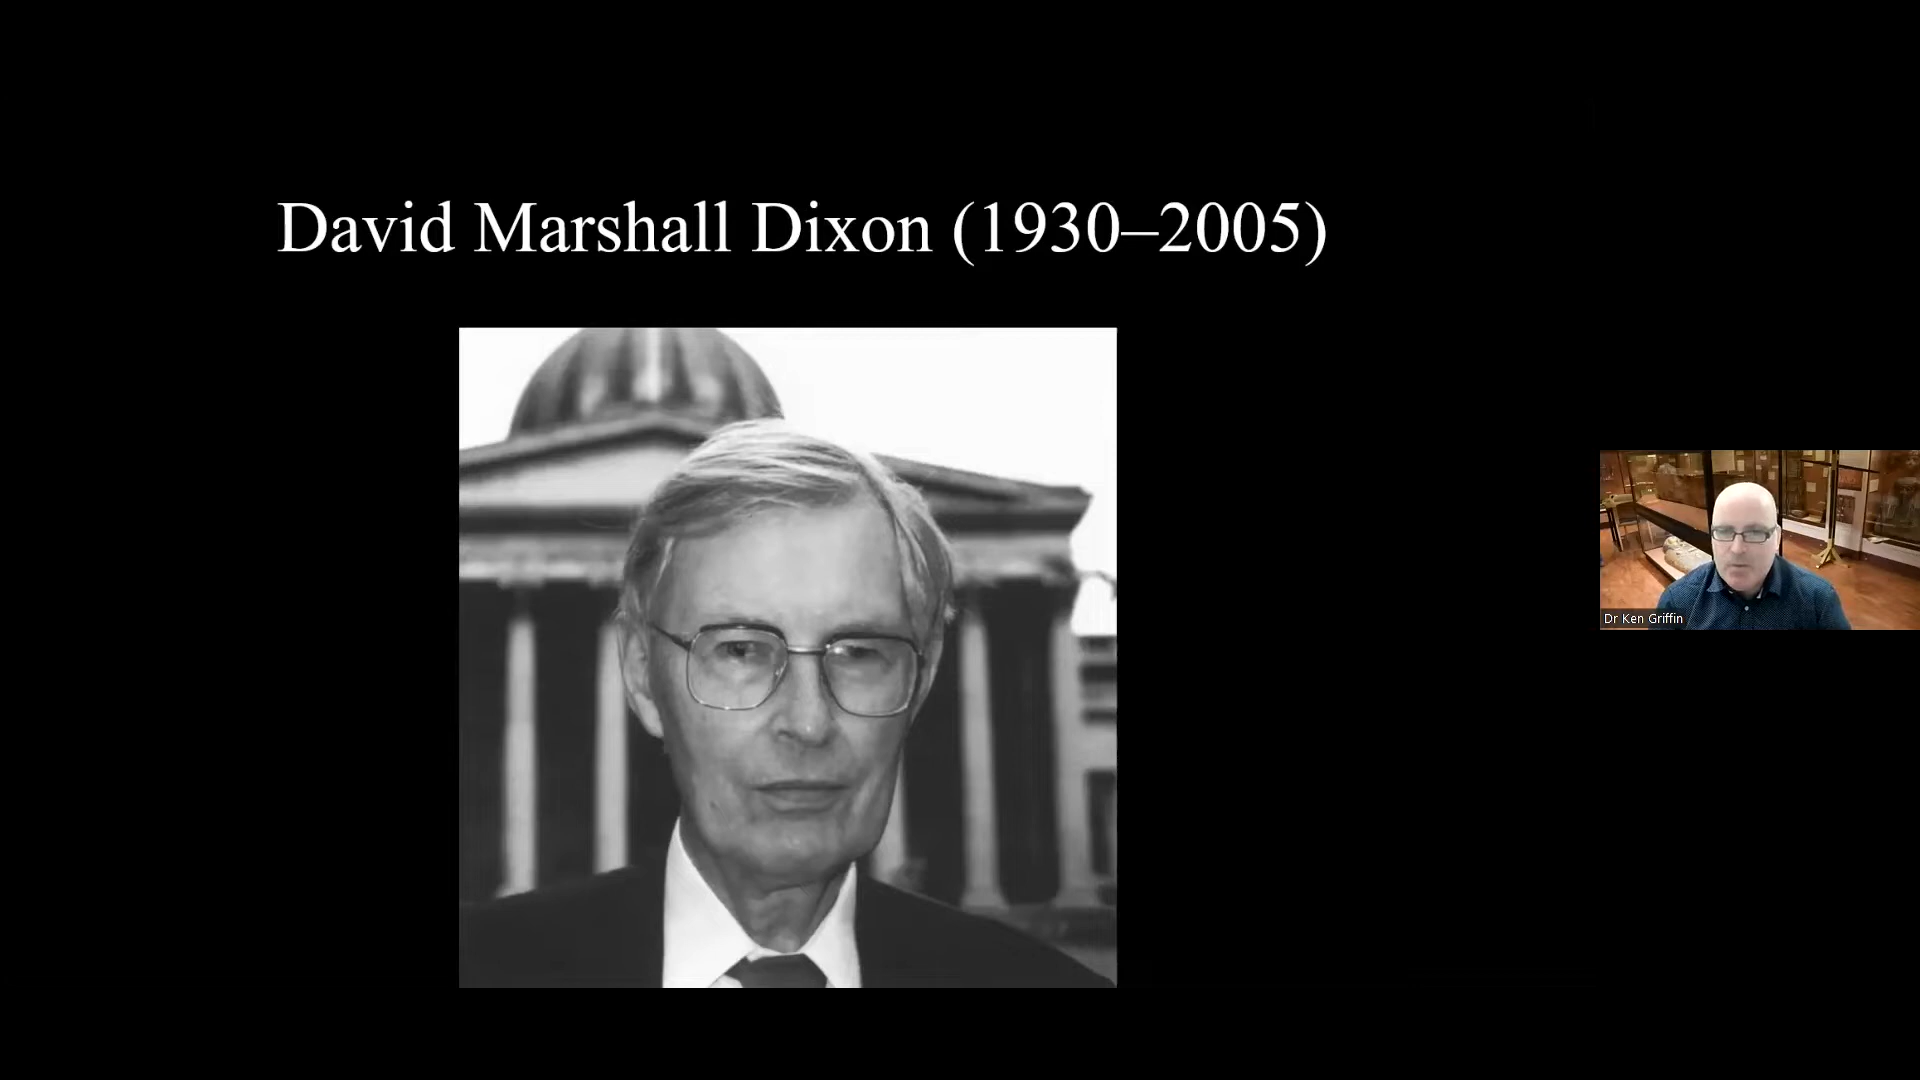 David Marshall Dixon (1930–2005)
Dr Ken Griffin